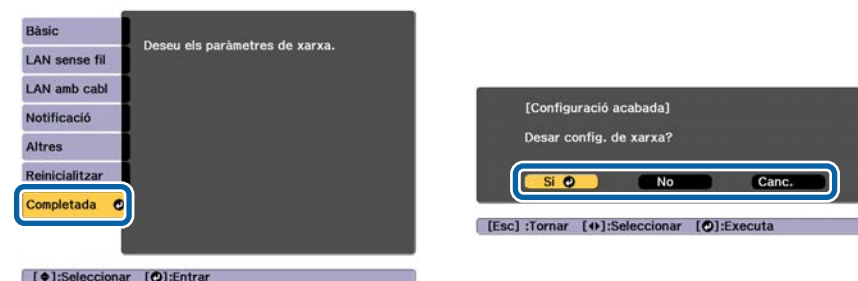 Bàsic
Deseu els paràmetres de xarxa.
LAN sense fil
LAN amb cabl
Notificació
Altres
Reinicialitzar
Completada
[ ]:Seleccionar [ ]:Entrar
[Configuració acabada]
Desar config. de xarxa?
Sí No Canc.
[Esc] :Tornar [ ]:Seleccionar [ ]:Executa